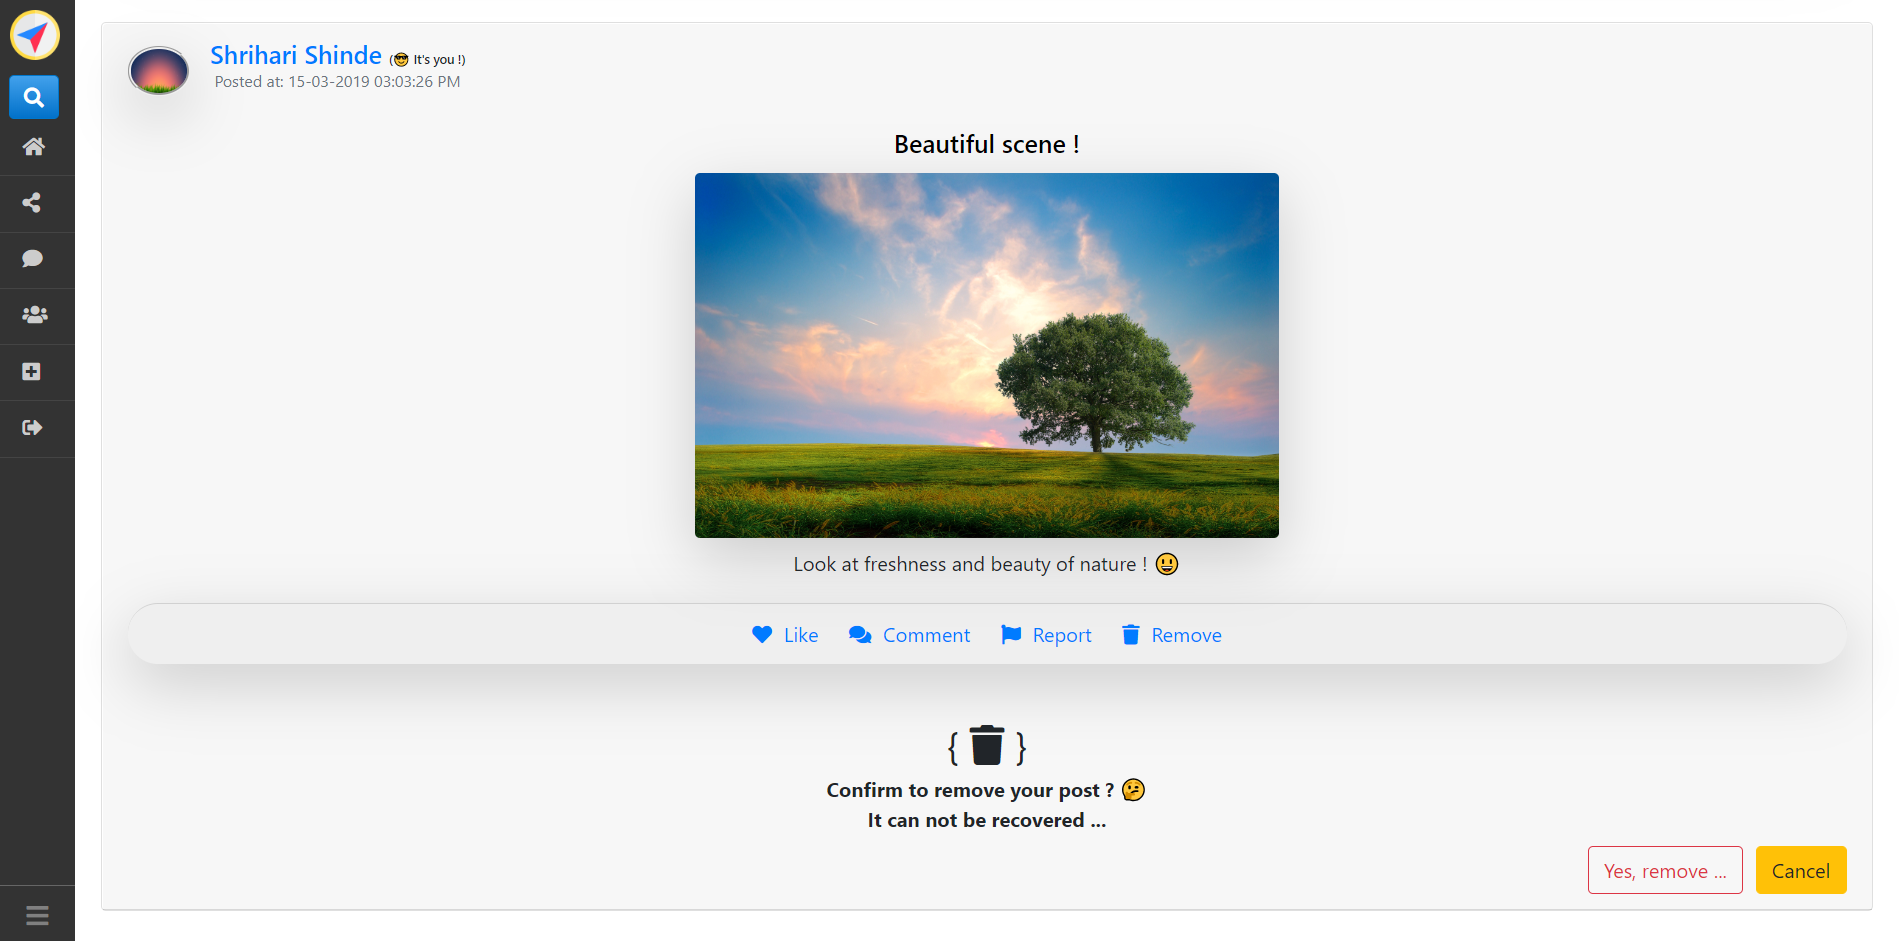 Shrihari Shinde (😎 It's you !)
Posted at: 15-03-2019 03:03:26 PM
Beautiful scene !
Look at freshness and beauty of nature ! 😃
Like Comment Report Remove
{ }
Confirm to remove your post ? 🤔
It can not be recovered ...
Yes, remove ... Cancel